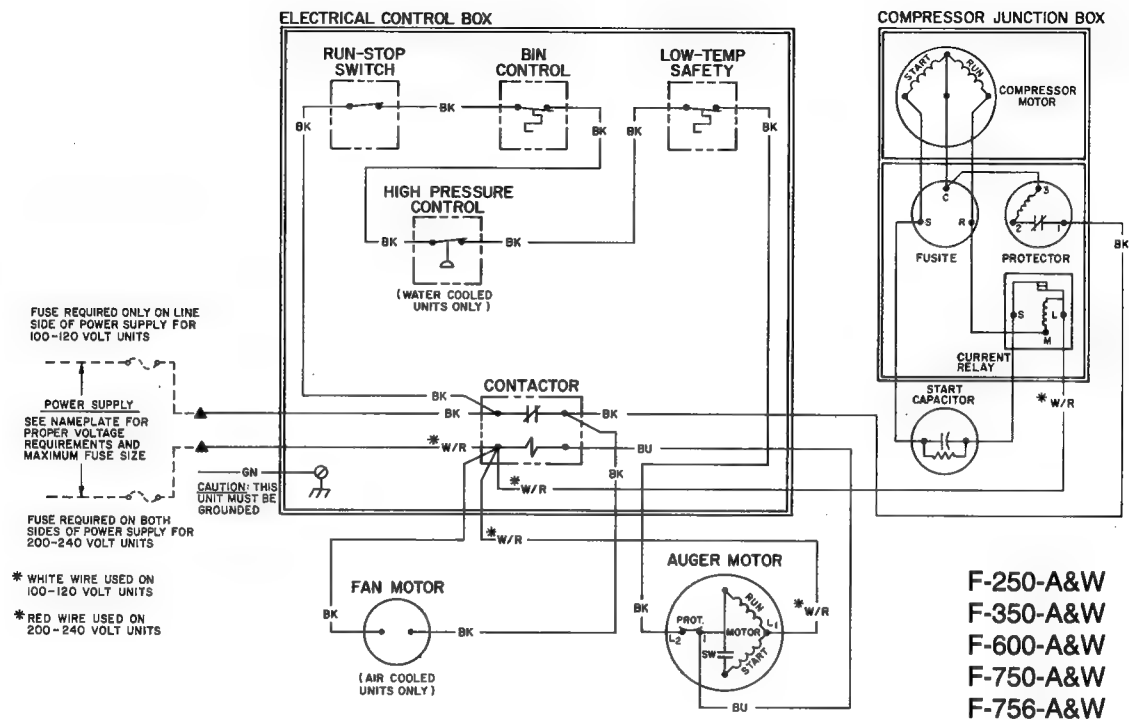 ELECTRICAL CONTROL BOX
COMPRESSOR JUNCTION BOX
RUN-STOP
SWITCH
BIN
CONTROL
LOW-TEMP
SAFETY
START
RUN
COMPRESSOR
MOTOR
BK
BK
BK
BK
BK
HIGH PRESSURE
CONTROL
BK
BK
(WATER COOLED
UNITS ONLY)
C
S
R
FUSITE
3
2
1
PROTECTOR
BK
S
L
M
CURRENT
RELAY
FUSE REQUIRED ONLY ON LINE
SIDE OF POWER SUPPLY FOR
100-120 VOLT UNITS
POWER SUPPLY
SEE NAMEPLATE FOR
PROPER VOLTAGE
REQUIREMENTS AND
MAXIMUM FUSE SIZE
FUSE REQUIRED ON BOTH
SIDES OF POWER SUPPLY FOR
200-240 VOLT UNITS
* WHITE WIRE USED ON
100-120 VOLT UNITS
* RED WIRE USED ON
200-240 VOLT UNITS
GN
CAUTION: THIS
UNIT MUST BE
GROUNDED
CONTACTOR
BK
BK
BK
* W/R
BU
BK
* W/R
START
CAPACITOR
* W/R
* W/R
FAN MOTOR
BK
BK
(AIR COOLED
UNITS ONLY)
AUGER MOTOR
BK
PROT.
L2
1
MOTOR
L1
RUN
START
SW
* W/R
BU
F-250-A&W
F-350-A&W
F-600-A&W
F-750-A&W
F-756-A&W